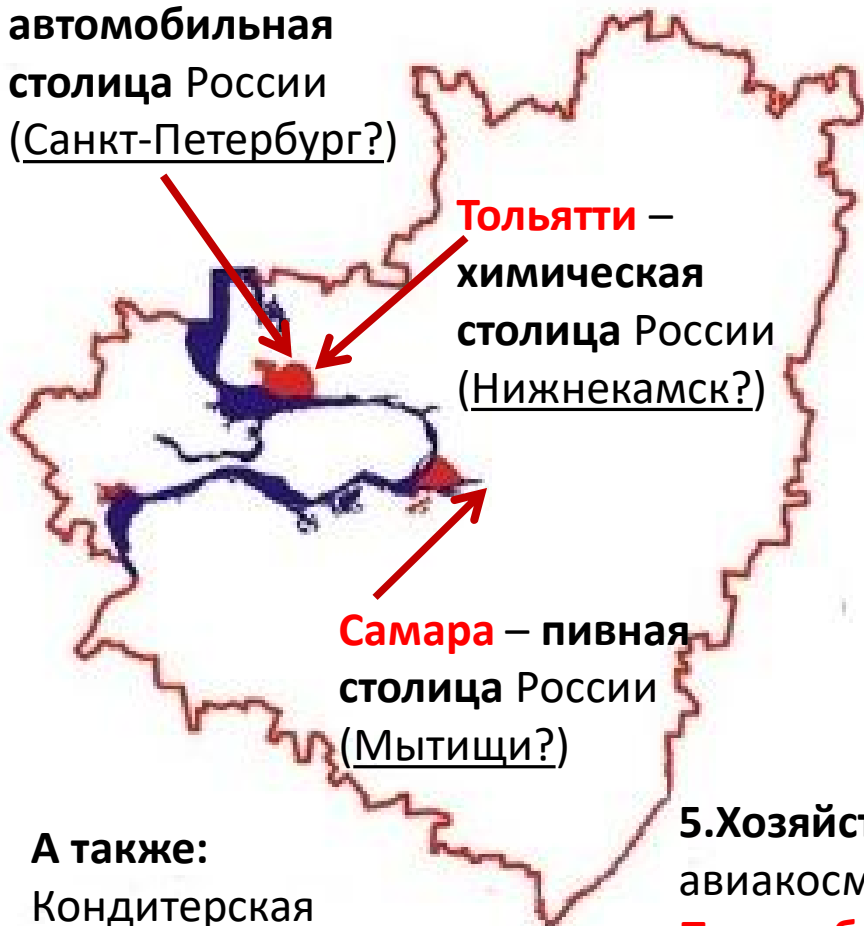 автомобильная
столица России
(Санкт-Петербург?)
Тольятти –
химическая
столица России
(Нижнекамск?)
Самара – пивная
столица России
(Мытищи?)
А также:
Кондитерская
5.Хозяйст
авиакосм